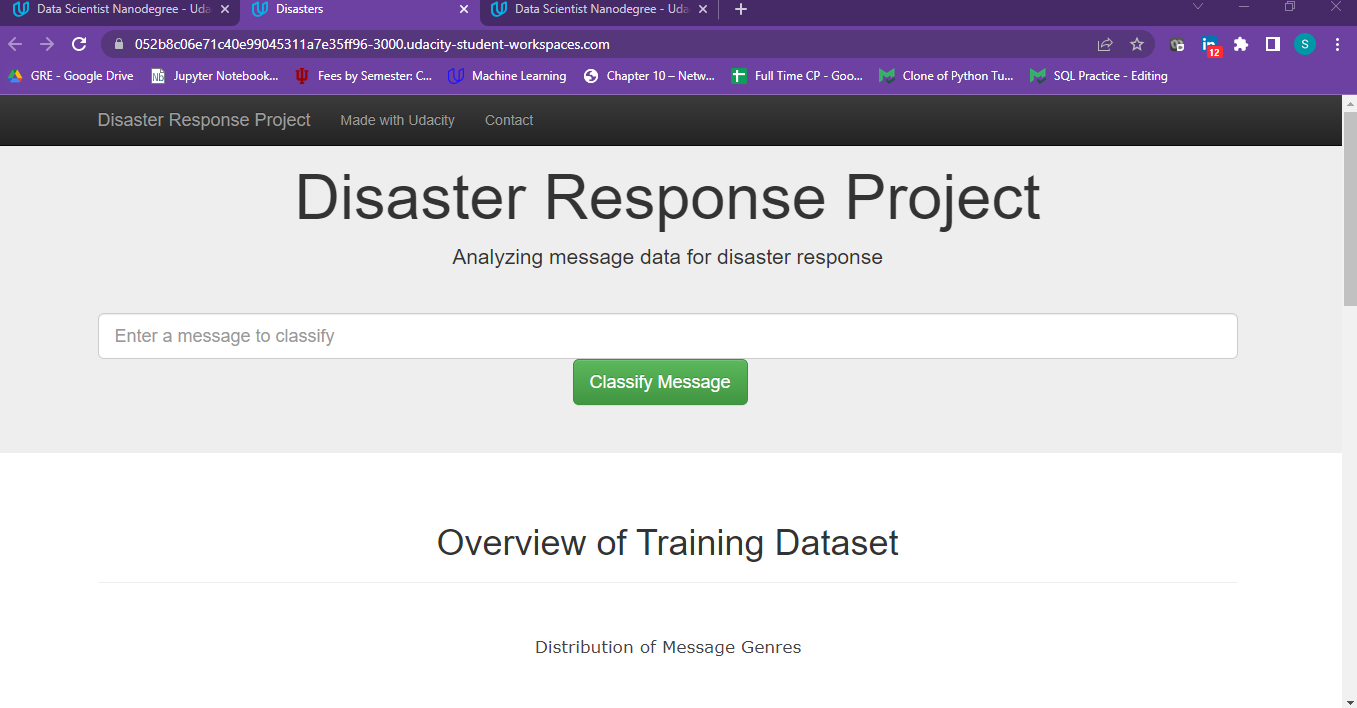 Data Scientist Nanodegree - Uda
Disasters
Data Scientist Nanodegree - Uda
052b8c06e71c40e99045311a7e35ff96-3000.udacity-student-workspaces.com
12
S
GRE - Google Drive
Nb
Jupyter Notebook...
Fees by Semester: C...
Machine Learning
Chapter 10 – Netw...
Full Time CP - Goo...
Clone of Python Tu...
SQL Practice - Editing
Disaster Response Project
Made with Udacity
Contact
Disaster Response Project
Analyzing message data for disaster response
Enter a message to classify
Classify Message
Overview of Training Dataset
Distribution of Message Genres